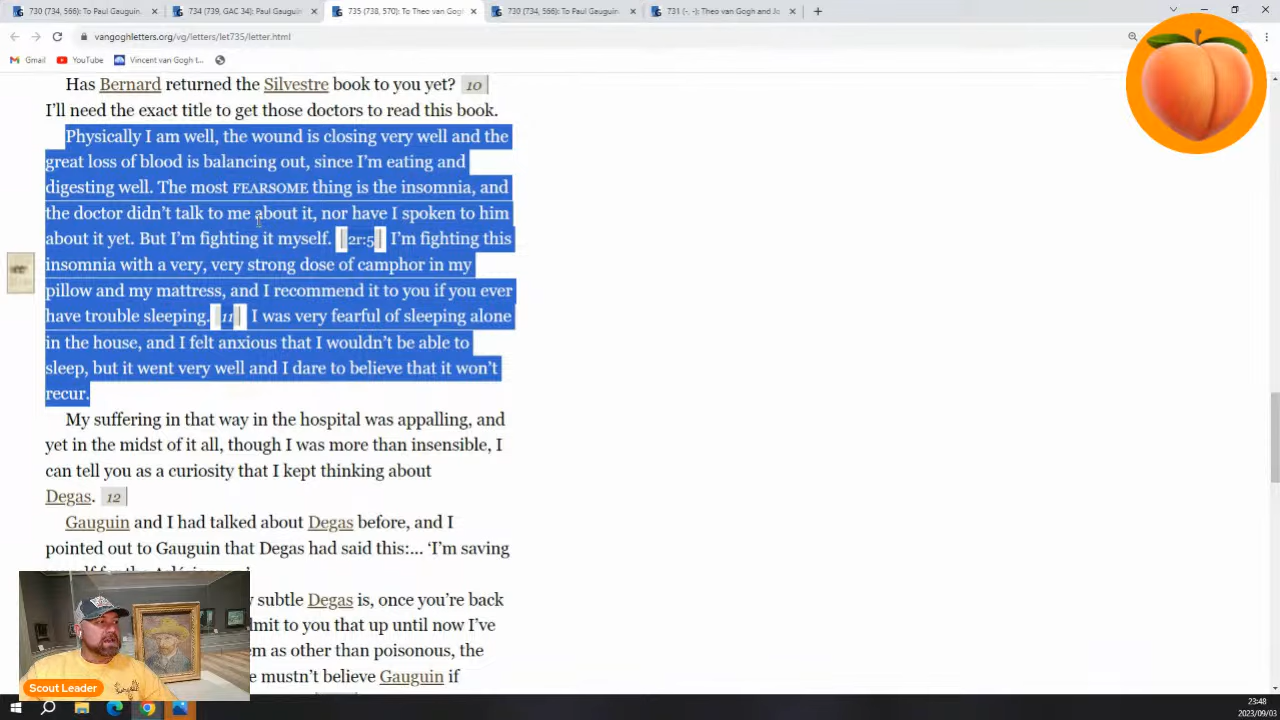 730 (734, 566): To Paul Gauguin.
734 (739, GAC 34): Paul Gauguin
735 (738, 570): To Theo van Gogh
730 (734, 566): To Paul Gauguin.
731 (-, -): Theo van Gogh and Jo
vangoghletters.org/vg/letters/let735/letter.html
Gmail
YouTube
Vincent van Gogh t...
Has Bernard returned the Silvestre book to you yet? 10
I’ll need the exact title to get those doctors to read this book.
Physically I am well, the wound is closing very well and the
great loss of blood is balancing out, since I’m eating and
digesting well. The most FEARSOME thing is the insomnia, and
the doctor didn’t talk to me about it, nor have I spoken to him
about it yet. But I’m fighting it myself. 2r:5 I’m fighting this
insomnia with a very, very strong dose of camphor in my
pillow and my mattress, and I recommend it to you if you ever
have trouble sleeping. 11 I was very fearful of sleeping alone
in the house, and I felt anxious that I wouldn’t be able to
sleep, but it went very well and I dare to believe that it won’t
recur.
My suffering in that way in the hospital was appalling, and
yet in the midst of it all, though I was more than insensible, I
can tell you as a curiosity that I kept thinking about
Degas. 12
Gauguin and I had talked about Degas before, and I
pointed out to Gauguin that Degas had said this:... ‘I’m saving
subtle Degas is, once you’re back
mit to you that up until now I’ve
em as other than poisonous, the
e mustn’t believe Gauguin if
Scout Leader
23:48
2023/09/03